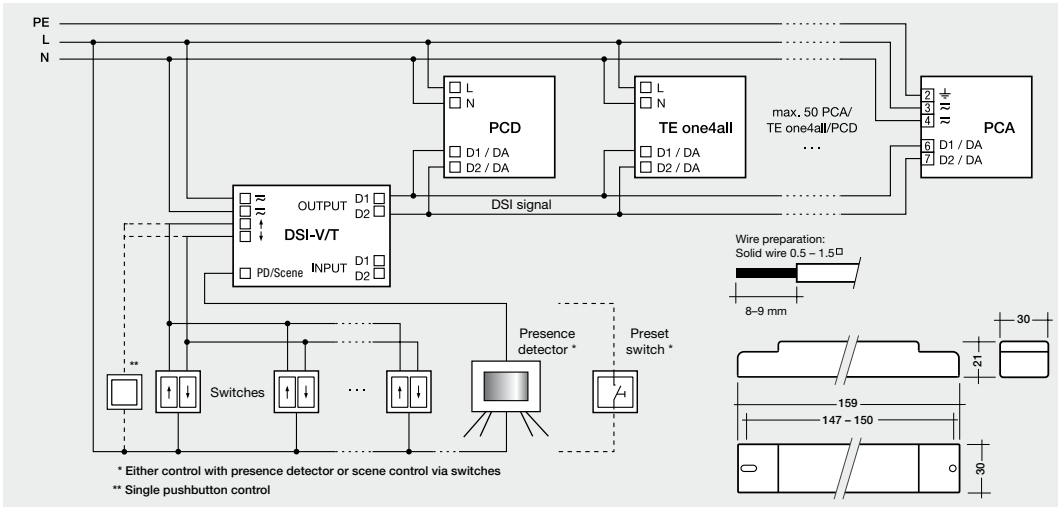 PE
L
N
L
N
PCD
D1 / DA
D2 / DA
L
N
TE one4all
D1 / DA
D2 / DA
max. 50 PCA/
TE one4all/PCD
...
2
3
4
PCA
6 D1 / DA
7 D2 / DA
OUTPUT D1
D2
DSI-V/T
↑
↓
PD/Scene
INPUT D1
D2
DSI signal
Wire preparation:
Solid wire 0.5 – 1.5□
8–9 mm
**
↑ ↓
Switches
↑ ↓
...
↑ ↓
Presence
detector *
Preset
switch *
30
21
159
147 – 150
30
* Either control with presence detector or scene control via switches
** Single pushbutton control